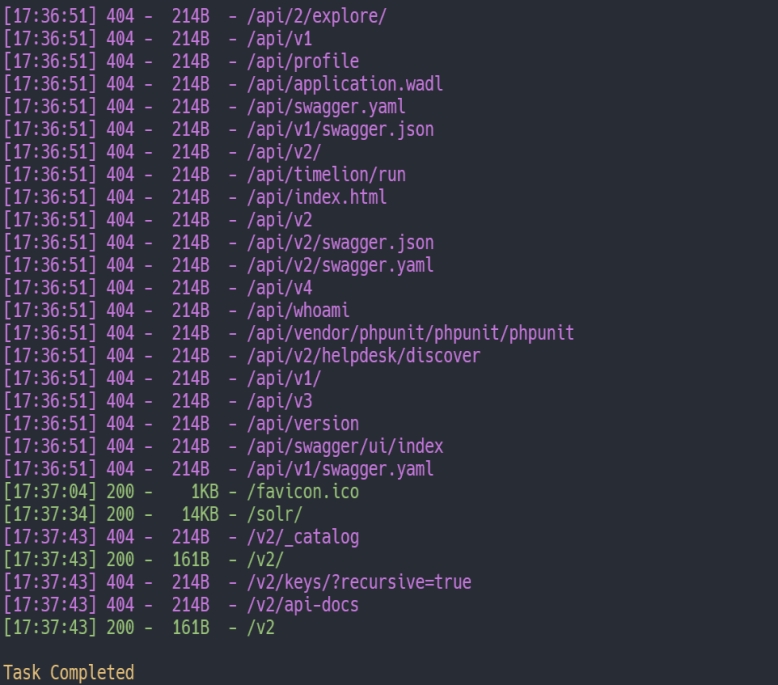 [17:36:51] 404 -  214B  - /api/2/explore/
[17:36:51] 404 -  214B  - /api/v1
[17:36:51] 404 -  214B  - /api/profile
[17:36:51] 404 -  214B  - /api/application.wadl
[17:36:51] 404 -  214B  - /api/swagger.yaml
[17:36:51] 404 -  214B  - /api/v1/swagger.json
[17:36:51] 404 -  214B  - /api/v2/
[17:36:51] 404 -  214B  - /api/timelion/run
[17:36:51] 404 -  214B  - /api/index.html
[17:36:51] 404 -  214B  - /api/v2
[17:36:51] 404 -  214B  - /api/v2/swagger.json
[17:36:51] 404 -  214B  - /api/v2/swagger.yaml
[17:36:51] 404 -  214B  - /api/v4
[17:36:51] 404 -  214B  - /api/whoami
[17:36:51] 404 -  214B  - /api/vendor/phpunit/phpunit/phpunit
[17:36:51] 404 -  214B  - /api/v2/helpdesk/discover
[17:36:51] 404 -  214B  - /api/v1/
[17:36:51] 404 -  214B  - /api/v3
[17:36:51] 404 -  214B  - /api/version
[17:36:51] 404 -  214B  - /api/swagger/ui/index
[17:36:51] 404 -  214B  - /api/v1/swagger.yaml
[17:37:04] 200 -    1KB - /favicon.ico
[17:37:34] 200 -   14KB - /solr/
[17:37:43] 404 -  214B  - /v2/_catalog
[17:37:43] 200 -  161B  - /v2/
[17:37:43] 404 -  214B  - /v2/keys/?recursive=true
[17:37:43] 404 -  214B  - /v2/api-docs
[17:37:43] 200 -  161B  - /v2
Task Completed